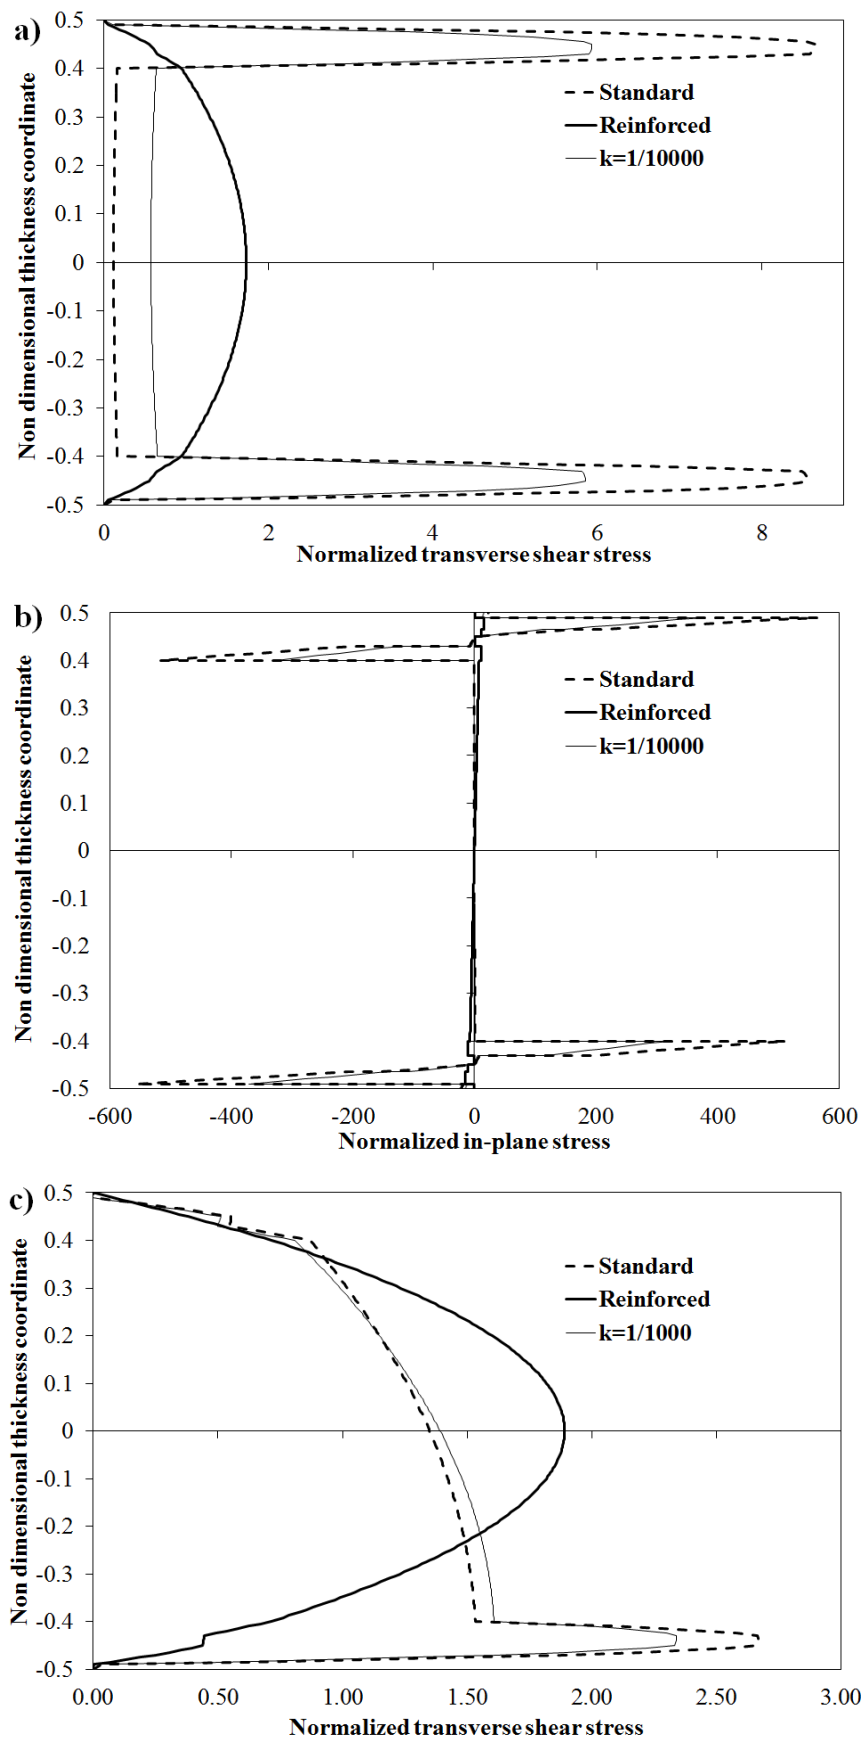 a)
Non dimensional thickness coordinate
0.5
0.4
0.3
0.2
0.1
0
-0.1
-0.2
-0.3
-0.4
-0.5
Standard
Reinforced
k=1/10000
0 2 4 6 8
Normalized transverse shear stress
b)
Non dimensional thickness coordinate
0.5
0.4
0.3
0.2
0.1
0
-0.1
-0.2
-0.3
-0.4
-0.5
Standard
Reinforced
k=1/10000
-600 -400 -200 0 200 400 600
Normalized in-plane stress
c)
Non dimensional thickness coordinate
0.5
0.4
0.3
0.2
0.1
0
-0.1
-0.2
-0.3
-0.4
-0.5
Standard
Reinforced
k=1/1000
0.00 0.50 1.00 1.50 2.00 2.50 3.00
Normalized transverse shear stress